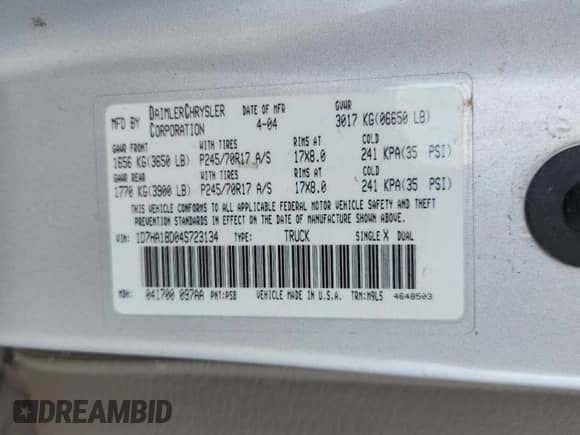 MFD BY DAIMLERCHRYSLER CORPORATION DATE OF MFR 4-04 GVWR 3017 KG(06650 LB)
GAWR FRONT WITH TIRES RIMS AT COLD
1656 KG(3650 LB) P245/70R17 A/S 17X8.0 241 KPA(35 PSI)
GAWR REAR WITH TIRES RIMS AT COLD
1770 KG(3900 LB) P245/70R17 A/S 17X8.0 241 KPA(35 PSI)
THIS VEHICLE CONFORMS TO ALL APPLICABLE FEDERAL MOTOR VEHICLE SAFETY AND THEFT
PREVENTION STANDARDS IN EFFECT ON THE DATE OF MANUFACTURE SHOWN ABOVE.
VIN: 1D7HA18D04S723134 TYPE: TRUCK SINGLE X DUAL
MDH: 041700 097AA PNT:PSB VEHICLE MADE IN U.S.A. TRM:M9L5 4648503
DREAMBID